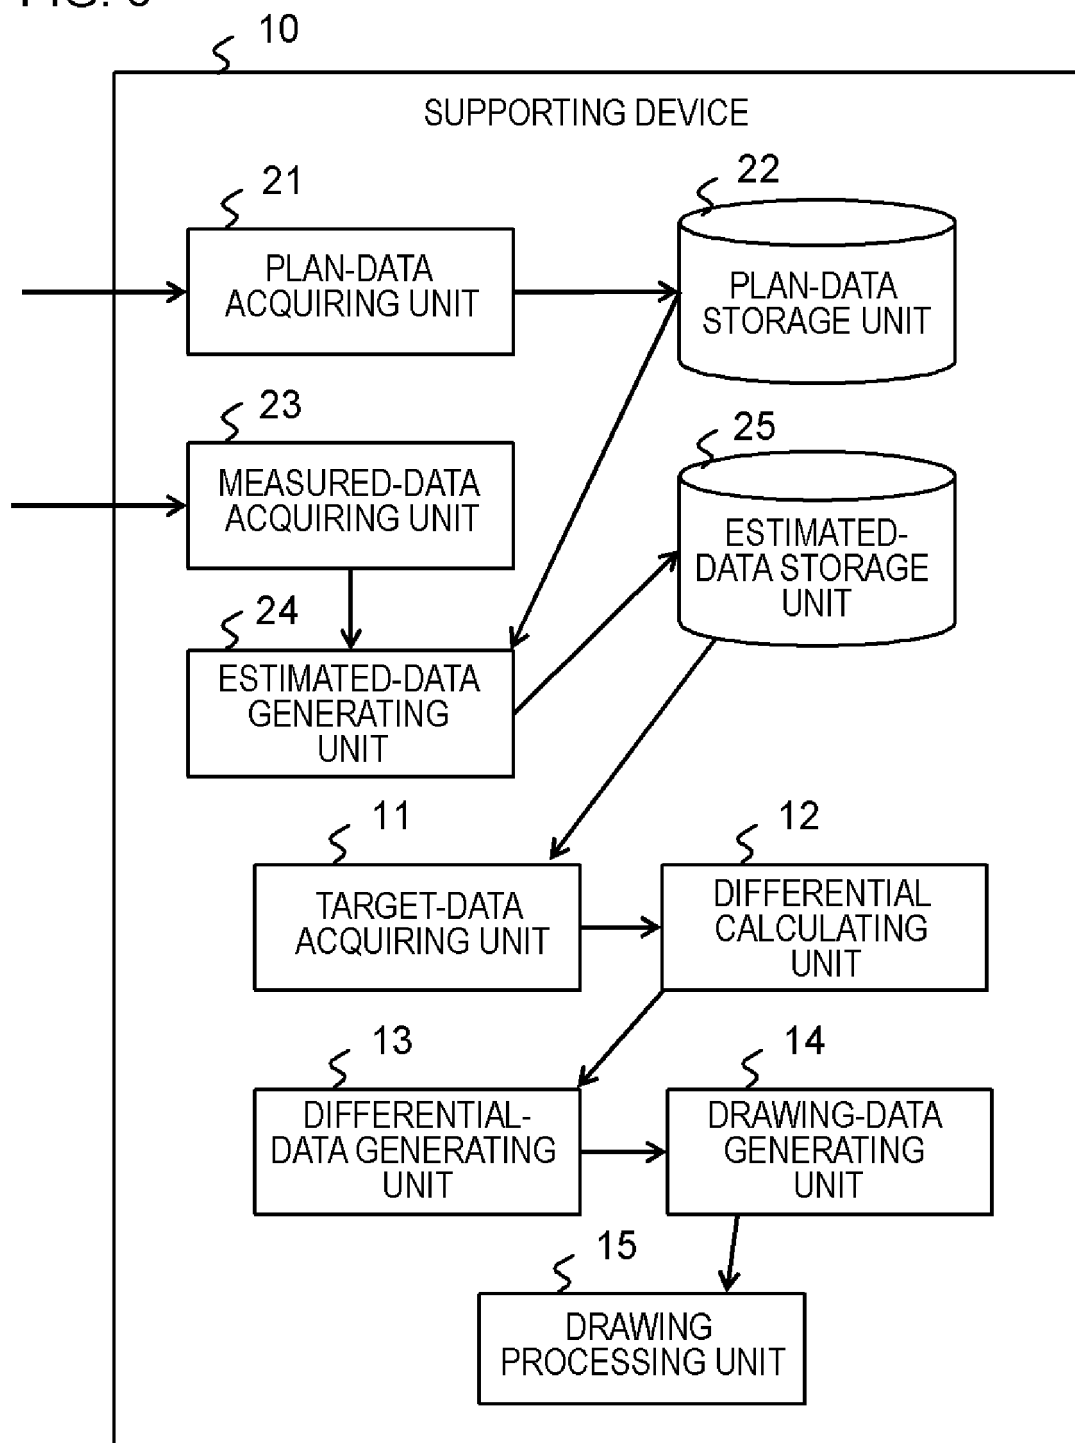 10
SUPPORTING DEVICE
21
PLAN-DATA
ACQUIRING UNIT
22
PLAN-DATA
STORAGE UNIT
23
MEASURED-DATA
ACQUIRING UNIT
25
ESTIMATED-
DATA STORAGE
UNIT
24
ESTIMATED-DATA
GENERATING
UNIT
11
TARGET-DATA
ACQUIRING UNIT
12
DIFFERENTIAL
CALCULATING
UNIT
13
DIFFERENTIAL-
DATA GENERATING
UNIT
14
DRAWING-DATA
GENERATING
UNIT
15
DRAWING
PROCESSING UNIT